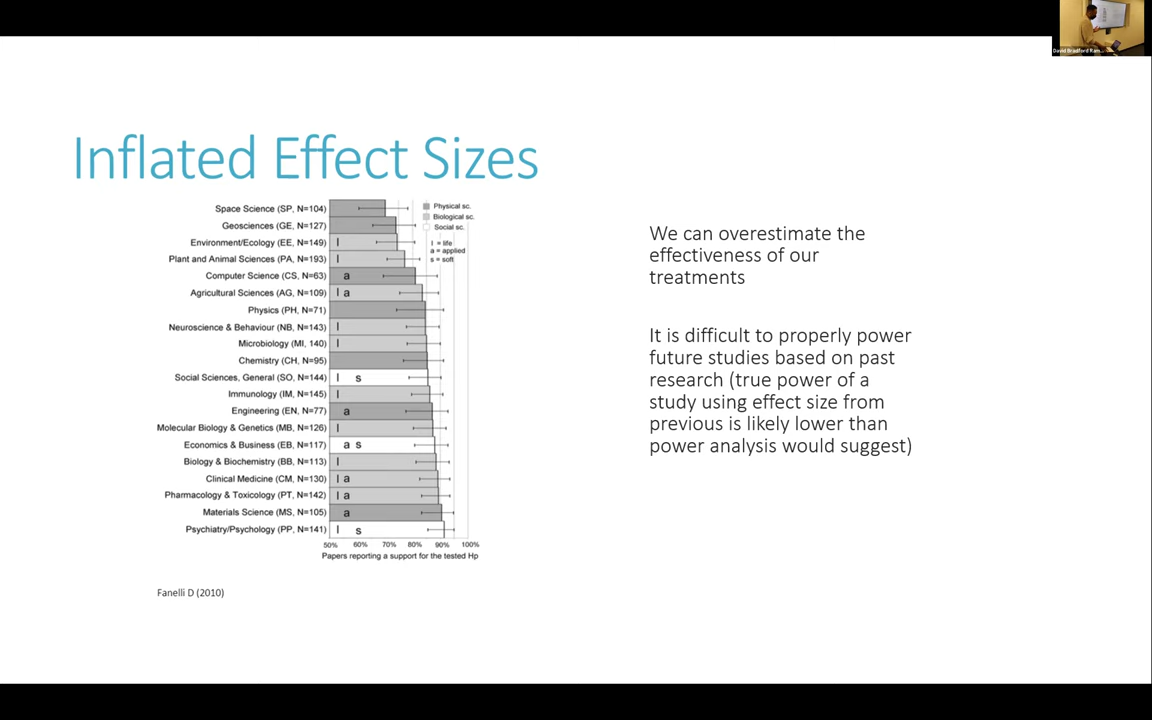 David Bradford Ram...
Inflated Effect Sizes
Space Science (SP, N=104)
Geosciences (GE, N=127)
Environment/Ecology (EE, N=149) l
Plant and Animal Sciences (PA, N=193) l
Computer Science (CS, N=63) a
Agricultural Sciences (AG, N=109) l a
Physics (PH, N=71)
Neuroscience & Behaviour (NB, N=143) l
Microbiology (MI, 140) l
Chemistry (CH, N=95)
Social Sciences, General (SO, N=144) l s
Immunology (IM, N=145) l
Engineering (EN, N=77) a
Molecular Biology & Genetics (MB, N=126) l
Economics & Business (EB, N=117) a s
Biology & Biochemistry (BB, N=113) l
Clinical Medicine (CM, N=130) l a
Pharmacology & Toxicology (PT, N=142) l a
Materials Science (MS, N=105) a
Psychiatry/Psychology (PP, N=141) l s
50% 60% 70% 80% 90% 100%
Papers reporting a support for the tested Hp
Physical sc.
Biological sc.
Social sc.
l = life
a = applied
s = soft
Fanelli D (2010)
We can overestimate the
effectiveness of our
treatments
It is difficult to properly power
future studies based on past
research (true power of a
study using effect size from
previous is likely lower than
power analysis would suggest)